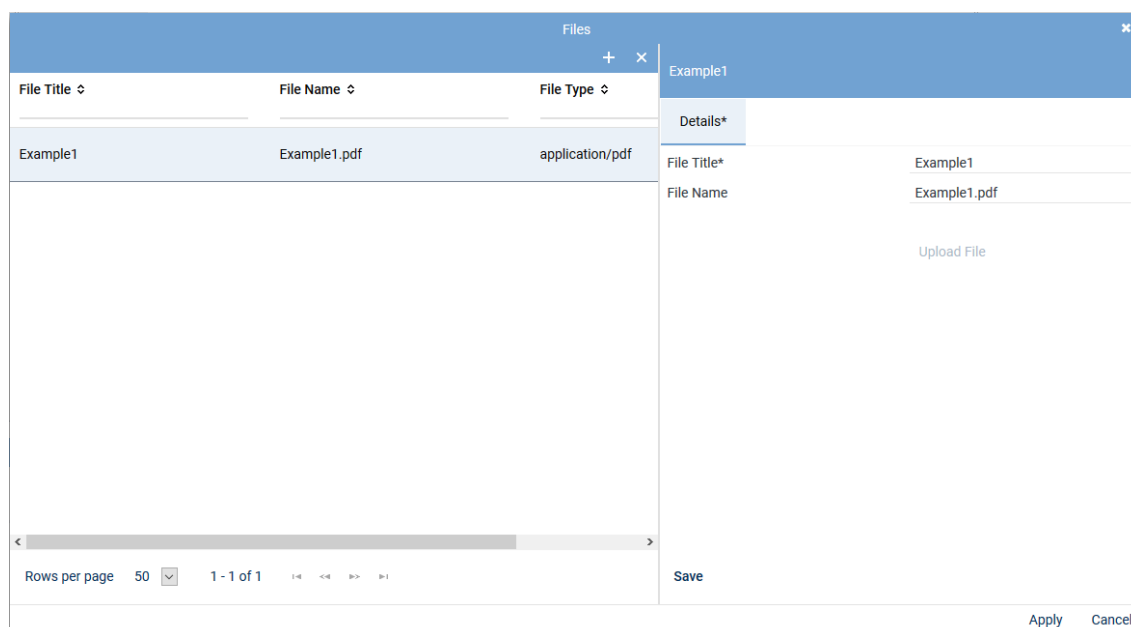 Files
Example1
File Title File Name File Type
Details*
Example1 Example1.pdf application/pdf
File Title* Example1
File Name Example1.pdf
Upload File
Rows per page 50 1 - 1 of 1
Save
Apply Cancel